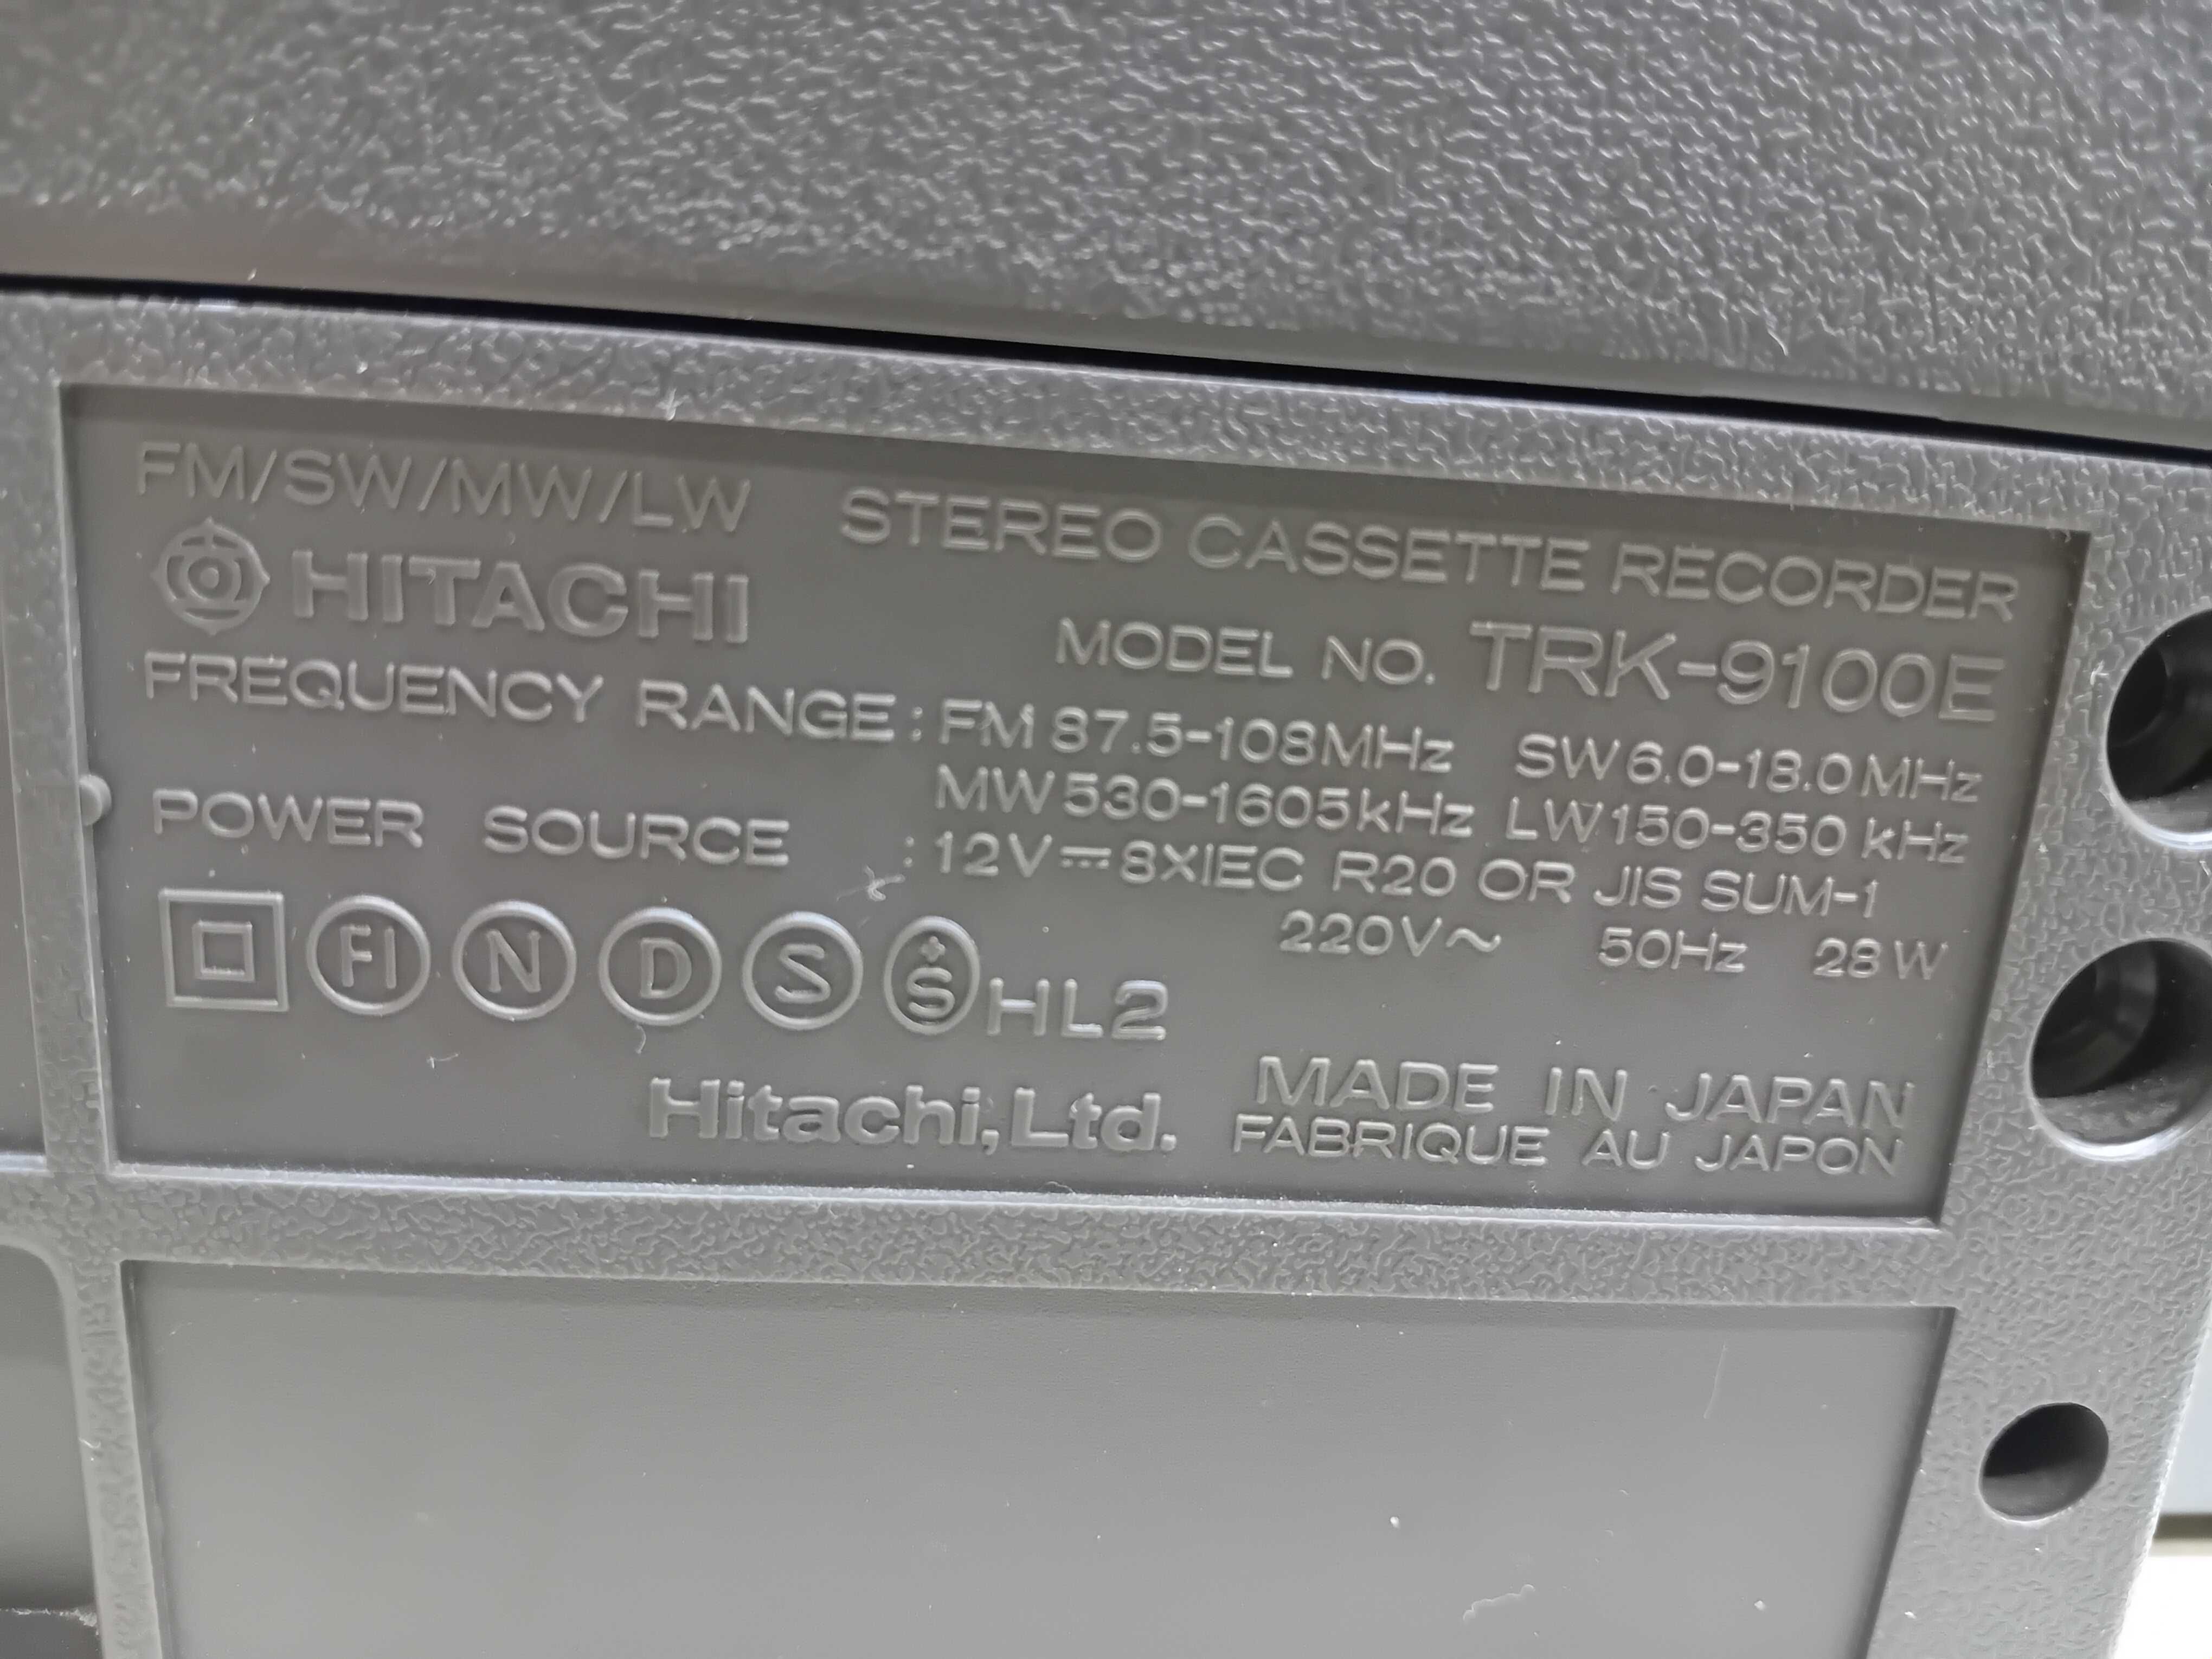 FM/SW/MW/LW STEREO CASSETTE RECORDER
HITACHI MODEL NO. TRK-9100E
FREQUENCY RANGE: FM 87.5-108MHz SW 6.0-18.0MHz
MW 530-1605kHz LW 150-350 kHz
POWER SOURCE : 12V⎓8XIEC R20 OR JIS SUM-1
220V~ 50Hz 28W
FI N D S +S HL2
Hitachi, Ltd. MADE IN JAPAN
FABRIQUE AU JAPON